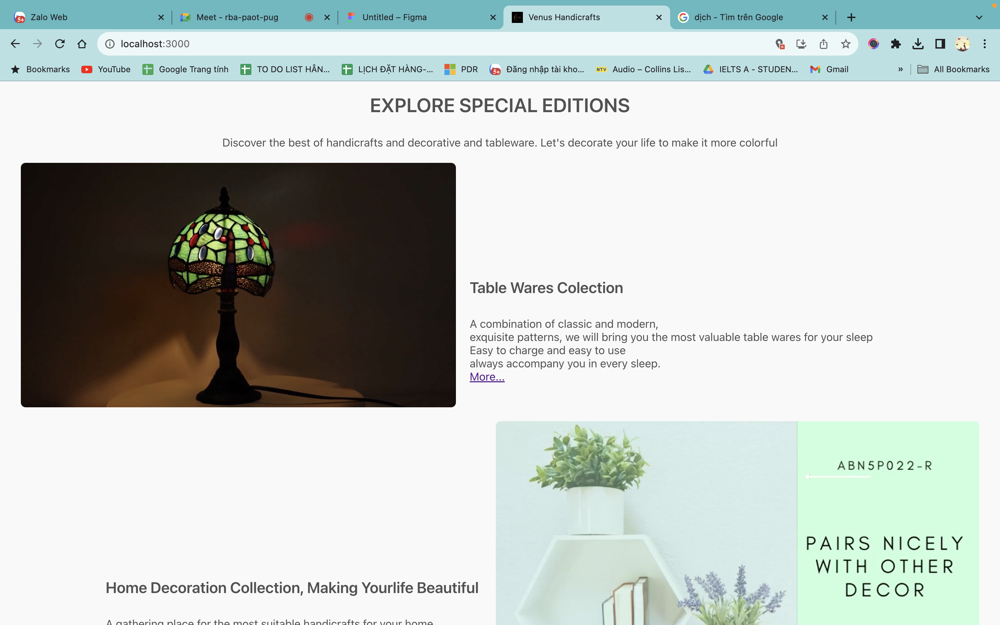 Zalo Web
Meet - rba-paot-pug
Untitled – Figma
Venus Handicrafts
dịch - Tìm trên Google
localhost:3000
Bookmarks
YouTube
Google Trang tính
TO DO LIST HÂN...
LỊCH ĐẶT HÀNG-...
PDR
5+ Đăng nhập tài kho...
NTV Audio – Collins Lis...
IELTS A - STUDEN...
Gmail
»
All Bookmarks
EXPLORE SPECIAL EDITIONS
Discover the best of handicrafts and decorative and tableware. Let's decorate your life to make it more colorful
Table Wares Colection
A combination of classic and modern,
exquisite patterns, we will bring you the most valuable table wares for your sleep
Easy to charge and easy to use
always accompany you in every sleep.
More...
ABN5P022-R
PAIRS NICELY
WITH OTHER
DECOR
Home Decoration Collection, Making Yourlife Beautiful
A gathering place for the most suitable handicrafts for your home